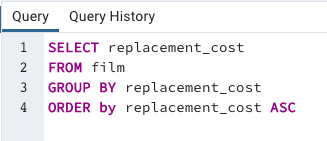 Query Query History
1 SELECT replacement_cost
2 FROM film
3 GROUP BY replacement_cost
4 ORDER by replacement_cost ASC